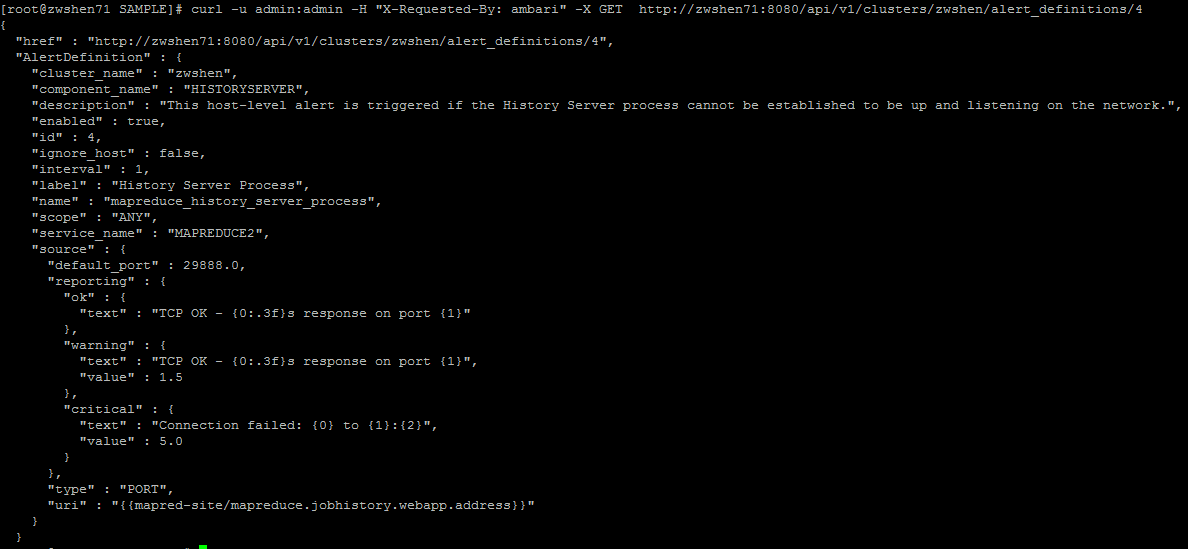 [root@zwshen71 SAMPLE]# curl -u admin:admin -H "X-Requested-By: ambari" -X GET  http://zwshen71:8080/api/v1/clusters/zwshen/alert_definitions/4
{
  "href" : "http://zwshen71:8080/api/v1/clusters/zwshen/alert_definitions/4",
  "AlertDefinition" : {
    "cluster_name" : "zwshen",
    "component_name" : "HISTORYSERVER",
    "description" : "This host-level alert is triggered if the History Server process cannot be established to be up and listening on the network.",
    "enabled" : true,
    "id" : 4,
    "ignore_host" : false,
    "interval" : 1,
    "label" : "History Server Process",
    "name" : "mapreduce_history_server_process",
    "scope" : "ANY",
    "service_name" : "MAPREDUCE2",
    "source" : {
      "default_port" : 29888.0,
      "reporting" : {
        "ok" : {
          "text" : "TCP OK - {0:.3f}s response on port {1}"
        },
        "warning" : {
          "text" : "TCP OK - {0:.3f}s response on port {1}",
          "value" : 1.5
        },
        "critical" : {
          "text" : "Connection failed: {0} to {1}:{2}",
          "value" : 5.0
        }
      },
      "type" : "PORT",
      "uri" : "{{mapred-site/mapreduce.jobhistory.webapp.address}}"
    }
  }